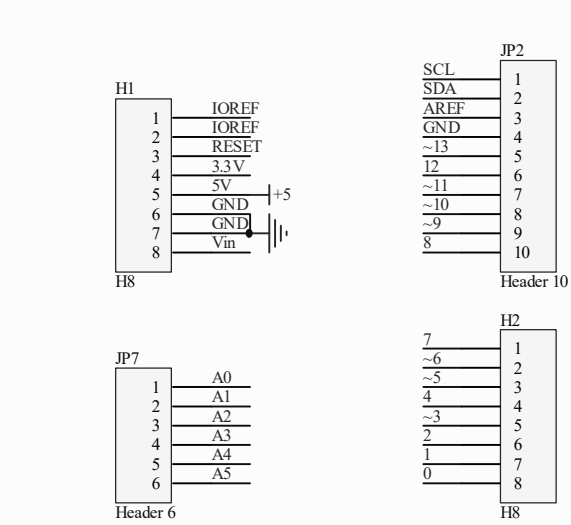 H1
1 IOREF
2 IOREF
3 RESET
4 3.3V
5 5V +5
6 GND
7 GND
8 Vin
H8
JP2
SCL 1
SDA 2
AREF 3
GND 4
~13 5
12 6
~11 7
~10 8
~9 9
8 10
Header 10
JP7
1 A0
2 A1
3 A2
4 A3
5 A4
6 A5
Header 6
H2
7 1
~6 2
~5 3
4 4
~3 5
2 6
1 7
0 8
H8